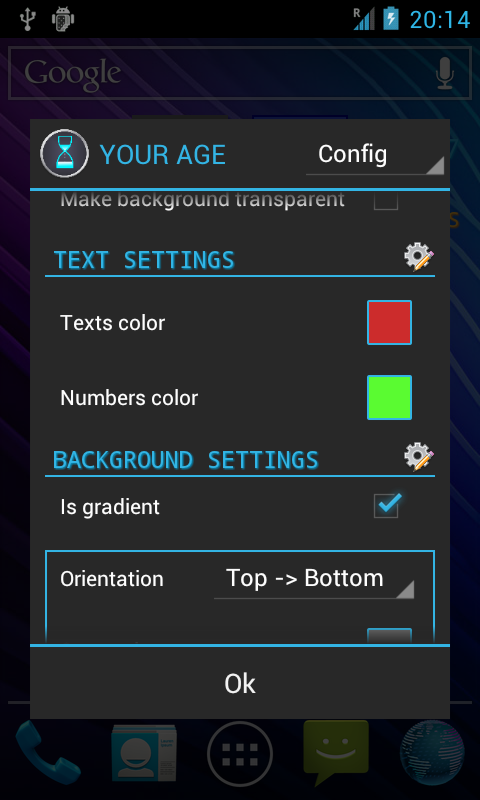 R 20:14
Google
YOUR AGE Config
Make background transparent
TEXT SETTINGS
Texts color
Numbers color
BACKGROUND SETTINGS
Is gradient
Orientation Top -> Bottom
Ok